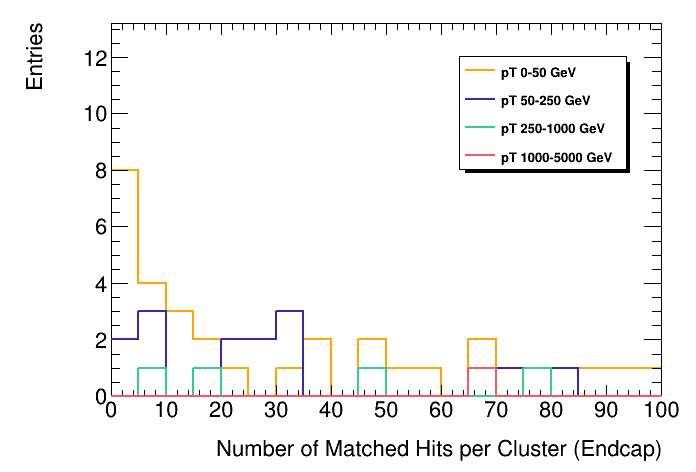 Entries
12
10
8
6
4
2
0
pT 0-50 GeV
pT 50-250 GeV
pT 250-1000 GeV
pT 1000-5000 GeV
0 10 20 30 40 50 60 70 80 90 100
Number of Matched Hits per Cluster (Endcap)